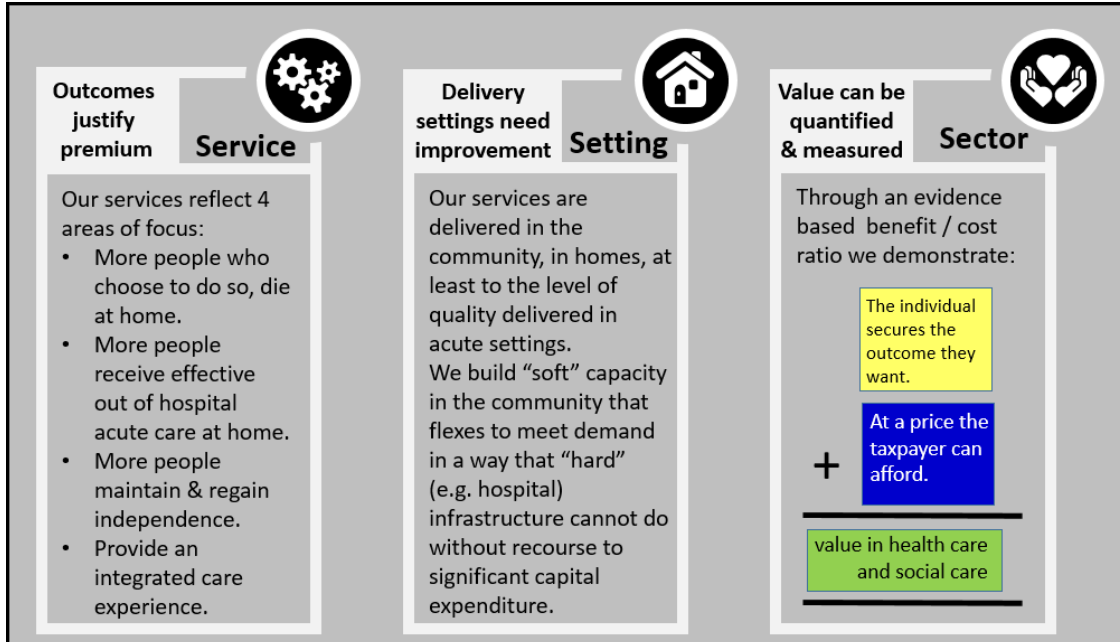 Outcomes
justify
premium
Service
Our services reflect 4
areas of focus:
• More people who
choose to do so, die
at home.
• More people
receive effective
out of hospital
acute care at home.
• More people
maintain & regain
independence.
• Provide an
integrated care
experience.
Delivery
settings need
improvement
Setting
Our services are
delivered in the
community, in homes, at
least to the level of
quality delivered in
acute settings.
We build “soft” capacity
in the community that
flexes to meet demand
in a way that “hard”
(e.g. hospital)
infrastructure cannot do
without recourse to
significant capital
expenditure.
Value can be
quantified
& measured
Sector
Through an evidence
based benefit / cost
ratio we demonstrate:
The individual
secures the
outcome they
want.
+
At a price the
taxpayer can
afford.
value in health care
and social care